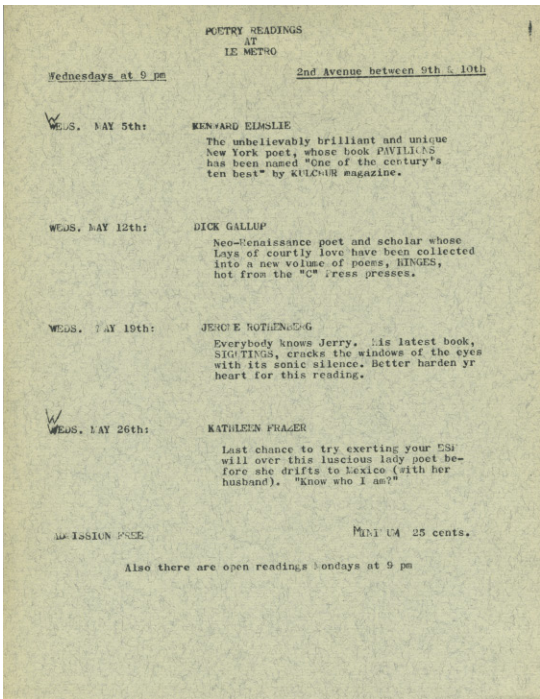 POETRY READINGS
AT
LE METRO
Wednesdays at 9 pm
2nd Avenue between 9th & 10th
WEDS. MAY 5th:
KENWARD ELMSLIE
The unbelievably brilliant and unique
New York poet, whose book PAVILIONS
has been named "One of the century's
ten best" by KULCHUR magazine.
WEDS. MAY 12th:
DICK GALLUP
Neo-Renaissance poet and scholar whose
Lays of courtly love have been collected
into a new volume of poems, HINGES,
hot from the "C" Press presses.
WEDS. MAY 19th:
JEROME ROTHENBERG
Everybody knows Jerry. His latest book,
SIGHTINGS, cracks the windows of the eyes
with its sonic silence. Better harden yr
heart for this reading.
WEDS. MAY 26th:
KATHLEEN FRAZER
Last chance to try exerting your ESP
will over this luscious lady poet be-
fore she drifts to Mexico (with her
husband). "Know who I am?"
ADMISSION FREE
MINIMUM 25 cents.
Also there are open readings Mondays at 9 pm